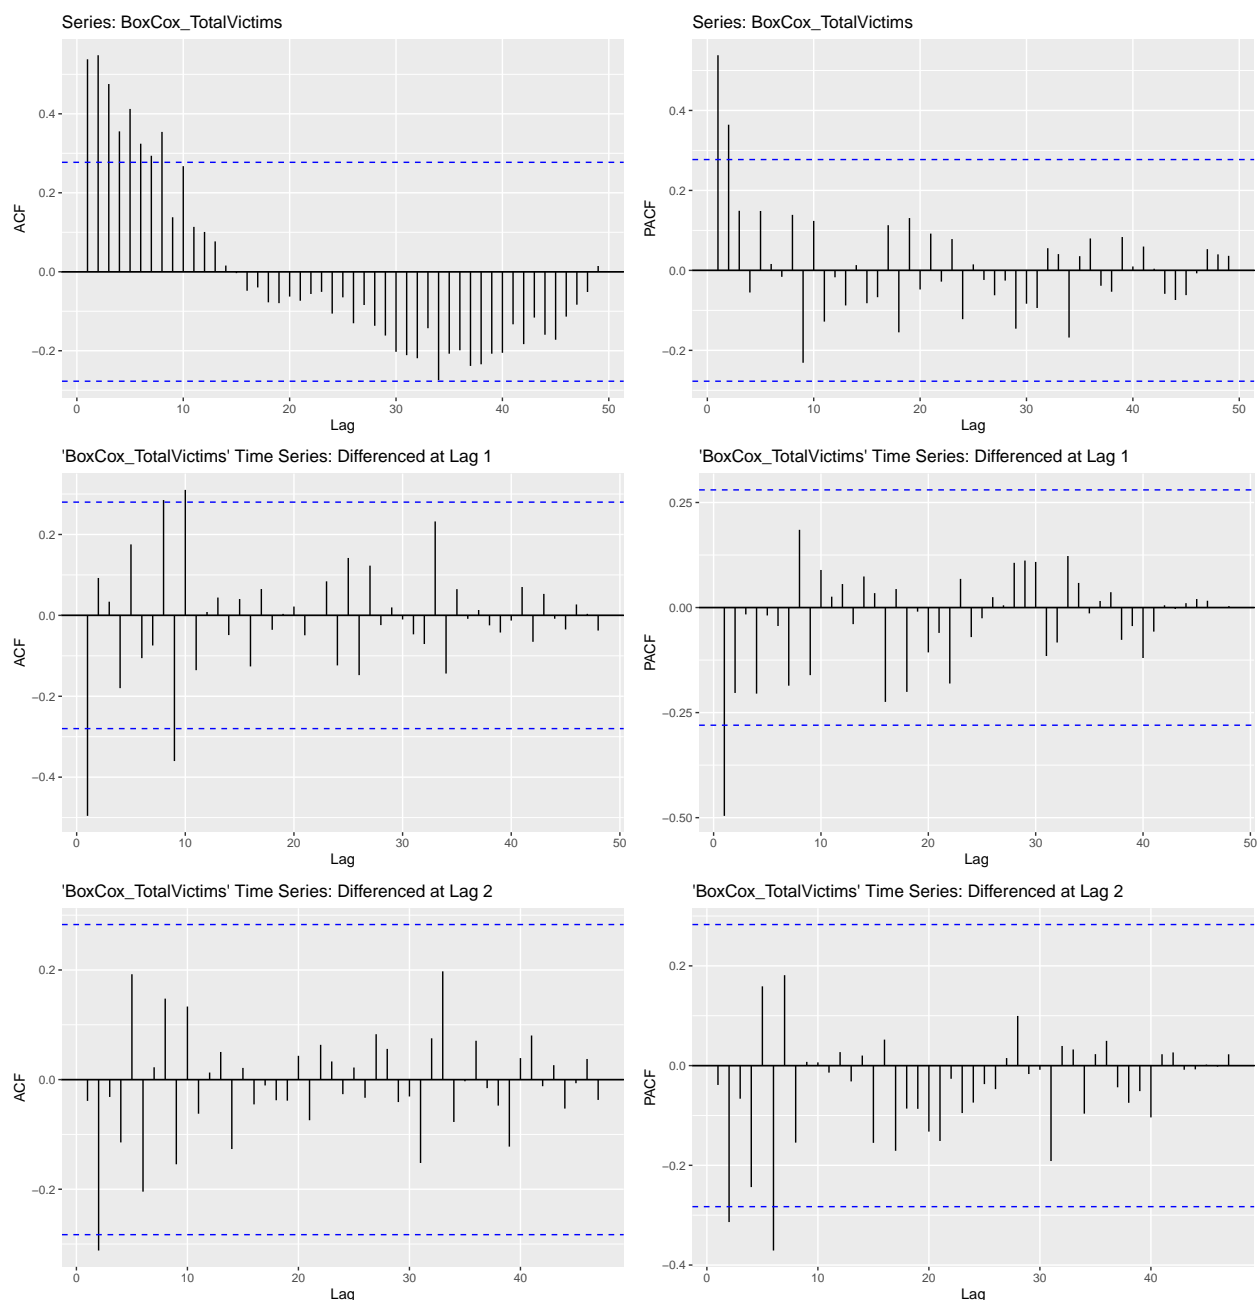 Series: BoxCox_TotalVictims
0.4
0.2
0.0
−0.2
ACF
0 10 20 30 40 50
Lag
Series: BoxCox_TotalVictims
0.4
0.2
0.0
−0.2
PACF
0 10 20 30 40 50
Lag
'BoxCox_TotalVictims' Time Series: Differenced at Lag 1
0.2
0.0
−0.2
−0.4
ACF
0 10 20 30 40 50
Lag
'BoxCox_TotalVictims' Time Series: Differenced at Lag 1
0.25
0.00
−0.25
−0.50
PACF
0 10 20 30 40 50
Lag
'BoxCox_TotalVictims' Time Series: Differenced at Lag 2
0.2
0.0
−0.2
ACF
0 10 20 30 40
Lag
'BoxCox_TotalVictims' Time Series: Differenced at Lag 2
0.2
0.0
−0.2
−0.4
PACF
0 10 20 30 40
Lag